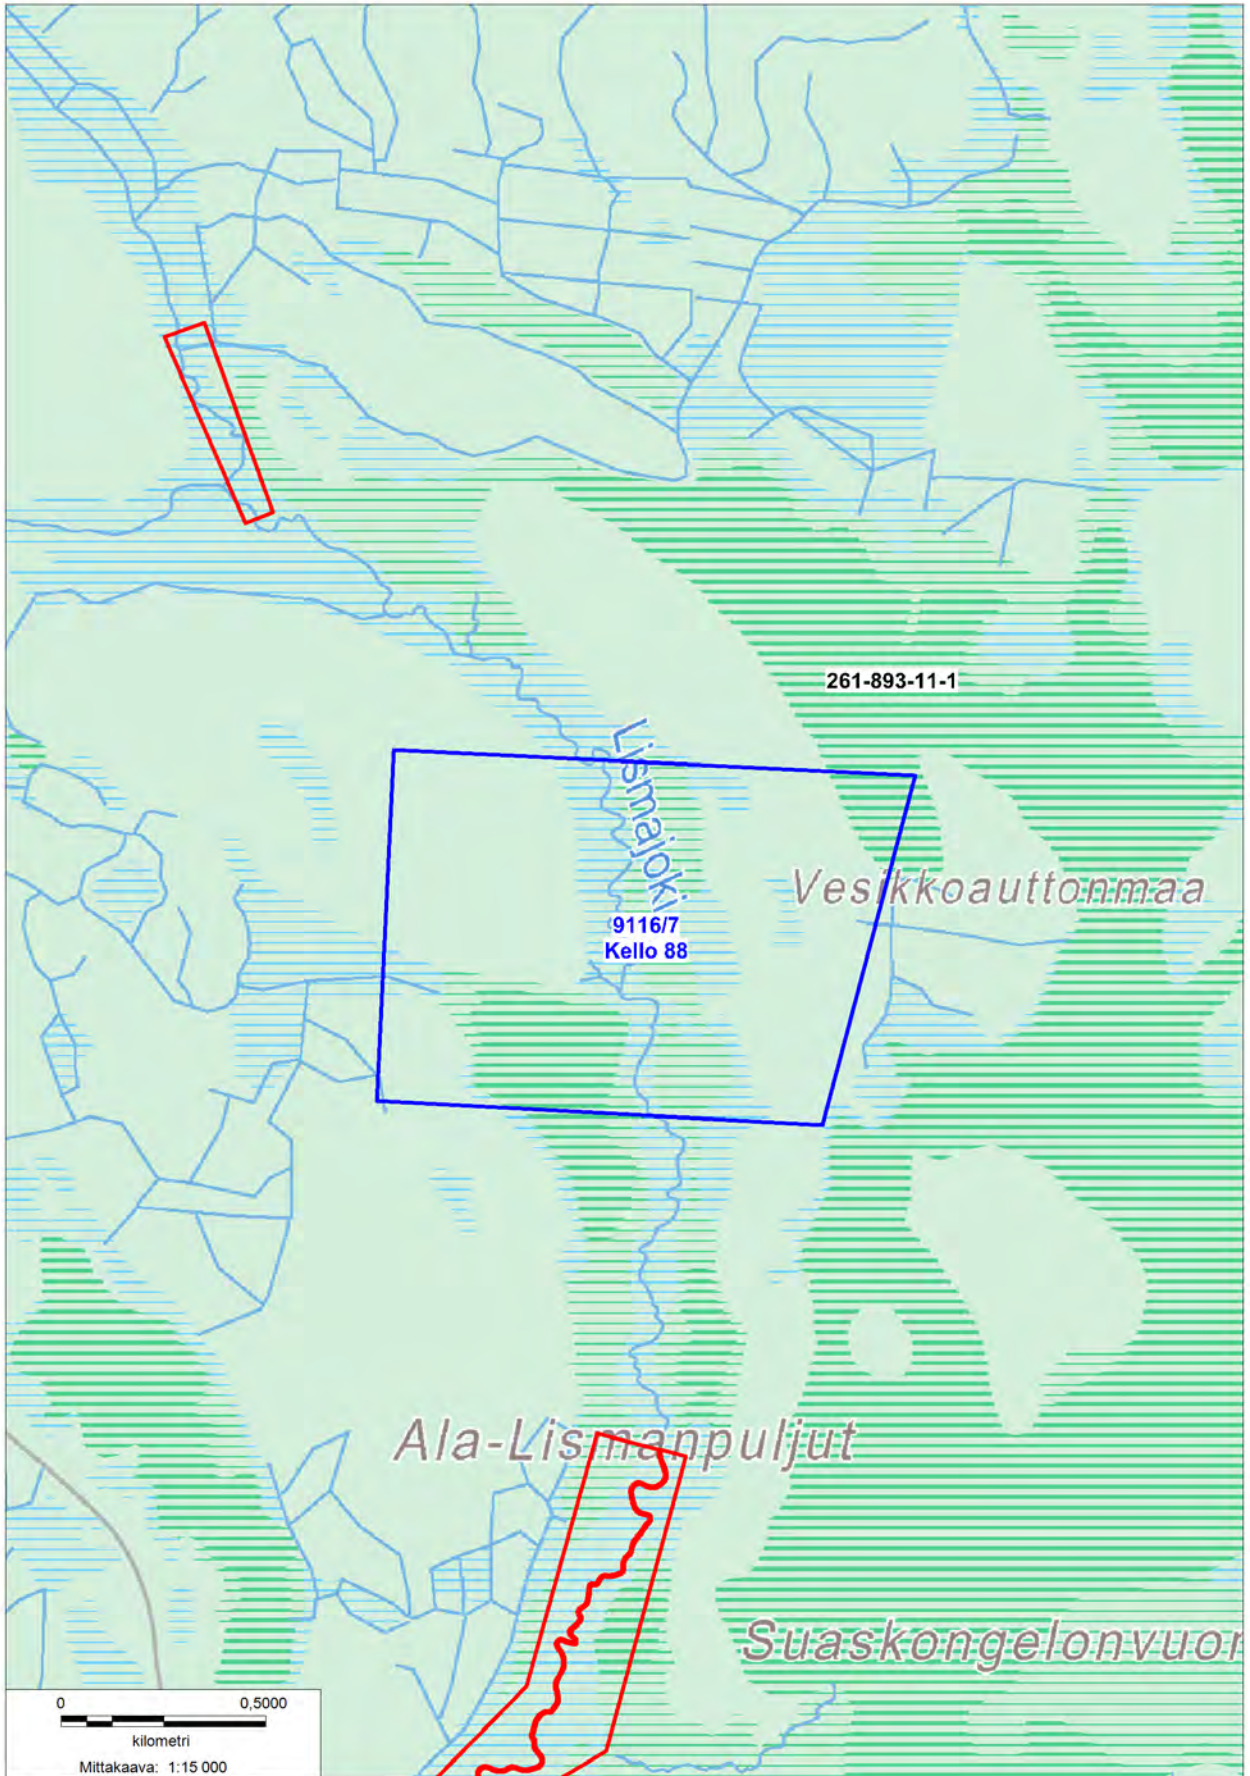 261-893-11-1
Lismajoki
Vesikkoauttonmaa
9116/7
Kello 88
Ala-Lismanpuljut
Suaskongelonvuor
0 0,5000
kilometri
Mittakaava: 1:15 000